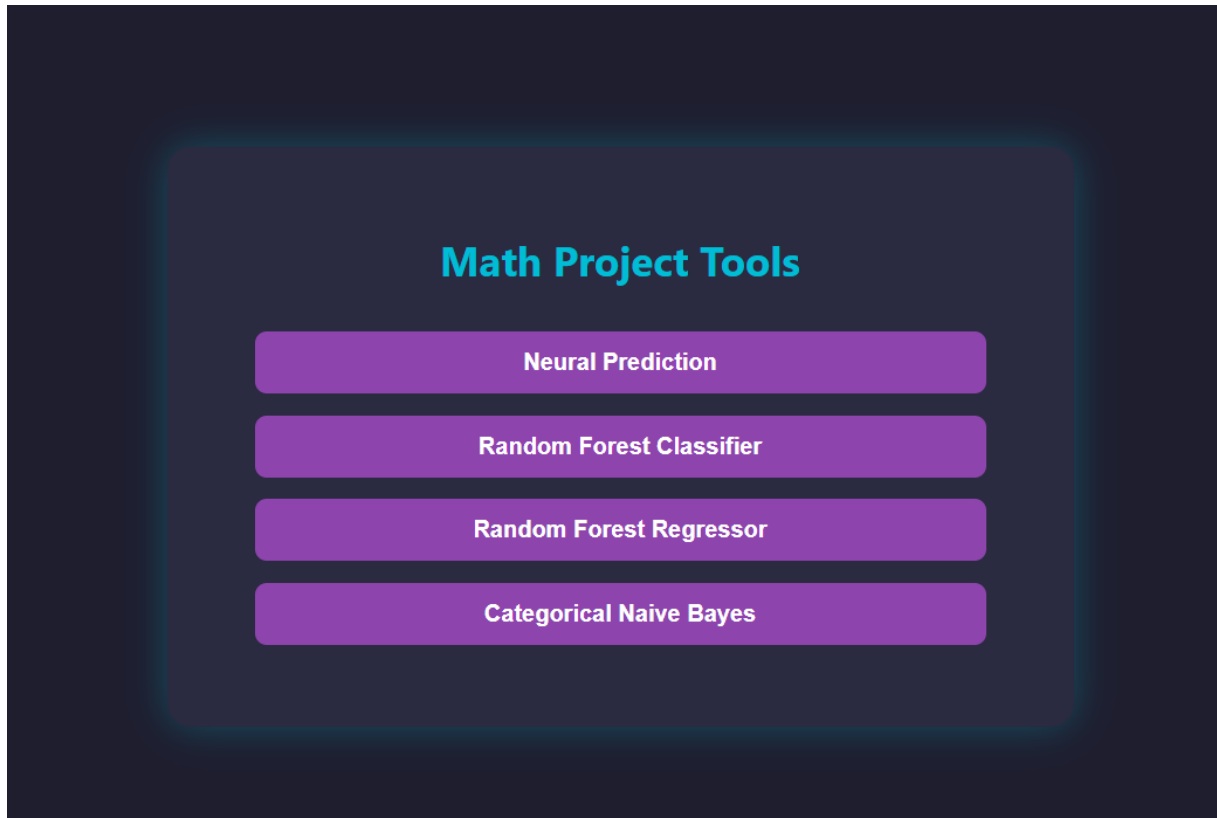 Math Project Tools
Neural Prediction
Random Forest Classifier
Random Forest Regressor
Categorical Naive Bayes